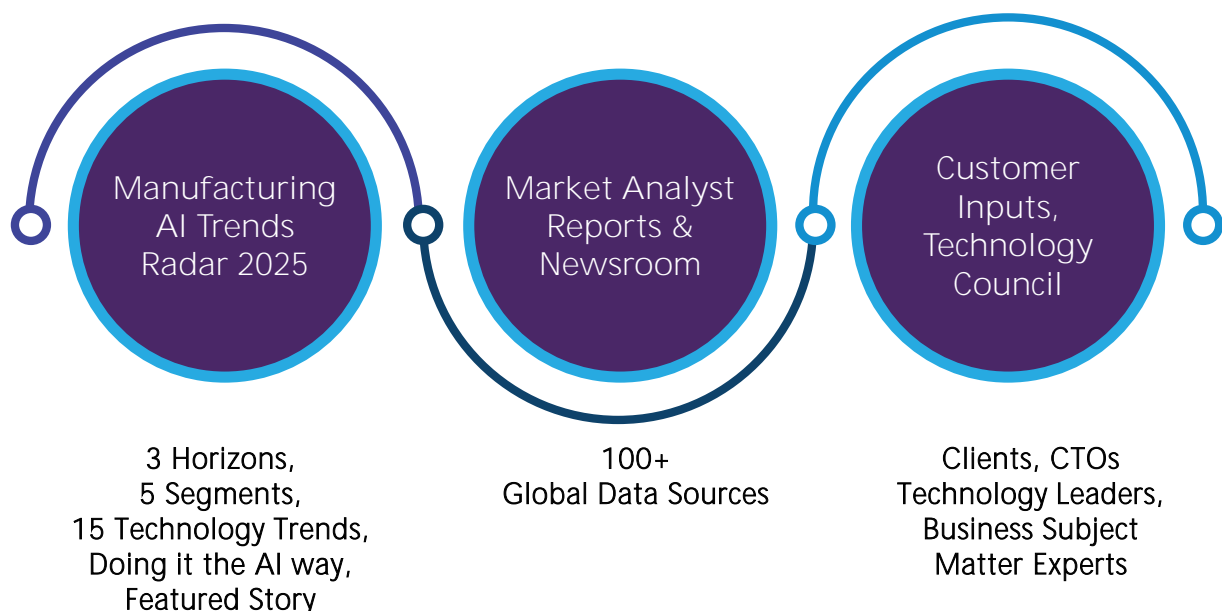 Manufacturing
AI Trends
Radar 2025
Market Analyst
Reports &
Newsroom
Customer
Inputs,
Technology
Council
3 Horizons,
5 Segments,
15 Technology Trends,
Doing it the AI way,
Featured Story
100+
Global Data Sources
Clients, CTOs
Technology Leaders,
Business Subject
Matter Experts